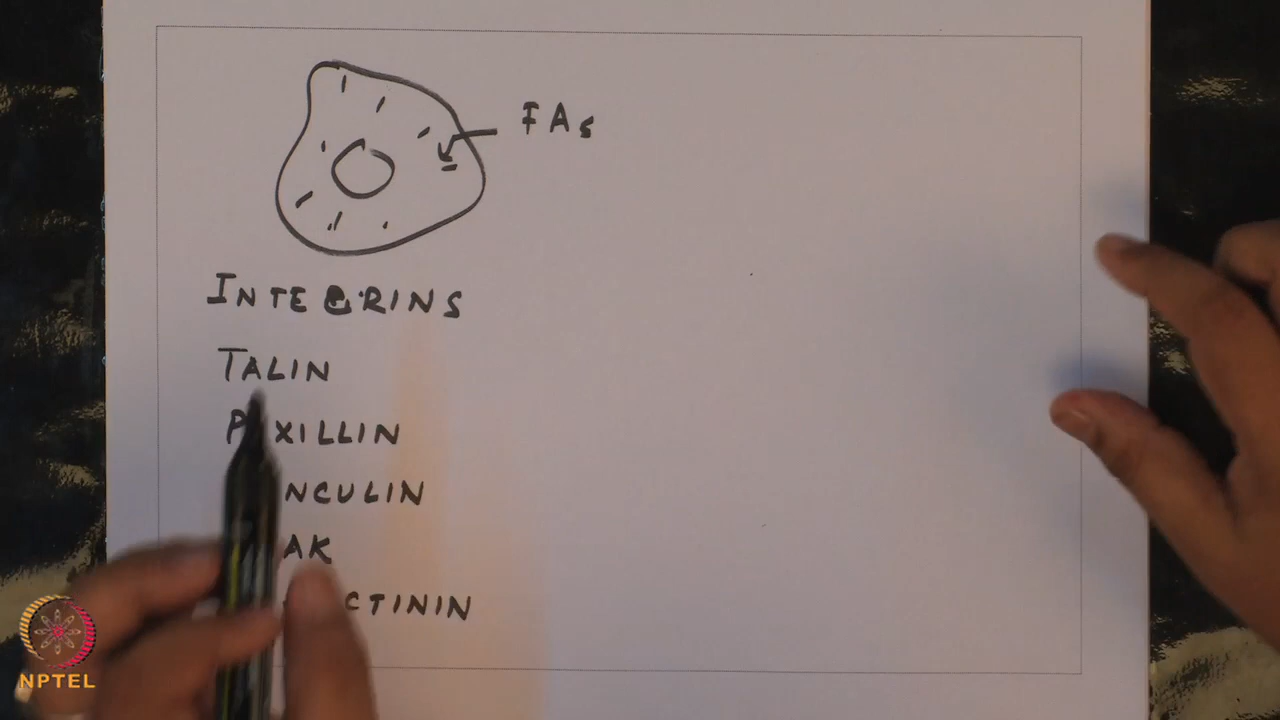 FAs
INTEGRINS
TALIN
P XILLIN
NCULIN
AK
CTININ
NPTEL